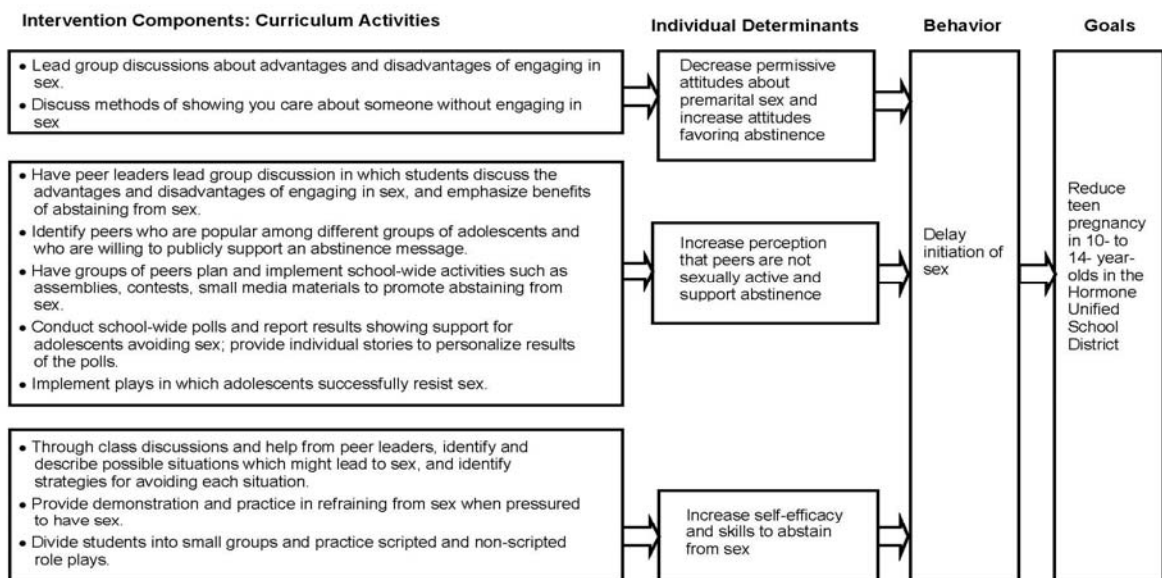 Intervention Components: Curriculum Activities
Individual Determinants
Behavior
Goals
• Lead group discussions about advantages and disadvantages of engaging in
sex.
• Discuss methods of showing you care about someone without engaging in
sex
Decrease permissive
attitudes about
premarital sex and
increase attitudes
favoring abstinence
• Have peer leaders lead group discussion in which students discuss the
advantages and disadvantages of engaging in sex, and emphasize benefits
of abstaining from sex.
• Identify peers who are popular among different groups of adolescents and
who are willing to publicly support an abstinence message.
• Have groups of peers plan and implement school-wide activities such as
assemblies, contests, small media materials to promote abstaining from
sex.
• Conduct school-wide polls and report results showing support for
adolescents avoiding sex; provide individual stories to personalize results
of the polls.
• Implement plays in which adolescents successfully resist sex.
Increase perception
that peers are not
sexually active and
support abstinence
• Through class discussions and help from peer leaders, identify and
describe possible situations which might lead to sex, and identify
strategies for avoiding each situation.
• Provide demonstration and practice in refraining from sex when pressured
to have sex.
• Divide students into small groups and practice scripted and non-scripted
role plays.
Increase self-efficacy
and skills to abstain
from sex
Delay
initiation of
sex
Reduce
teen
pregnancy
in 10- to
14- year-
olds in the
Hormone
Unified
School
District